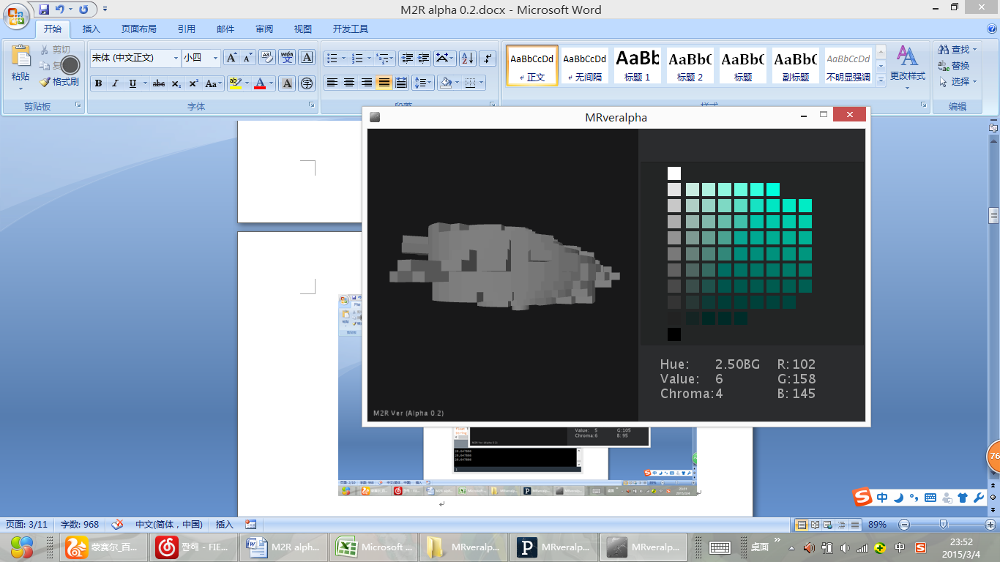 M2R alpha 0.2.docx - Microsoft Word
开始 插入 页面布局 引用 邮件 审阅 视图 开发工具
粘贴
剪切
格式刷
剪贴板
宋体 (中文正文) 小四
B I U abc x₂ x² Aa
字体
AaBbCcDd AaBbCcDd AaBb AaBbC AaBbC AaBbC AaBbCcDd
正文 无间隔 标题 1 标题 2 标题 副标题 不明显强调
更改样式
查找
替换
选择
编辑
MRveralpha
Hue: 2.50BG R: 102
Value: 6 G:158
Chroma:4 B: 145
M2R Ver (Alpha 0.2)
Value: 5 G:105
Chroma:6 B: 95
76
中
页面: 3/11 字数: 968 中文(简体，中国) 插入 89%
蒙赛尔_百... 짠해 - FIE... M2R alph... Microsoft ... MRveralp... MRveralp... MRveralp... 桌面 中
23:52
2015/3/4